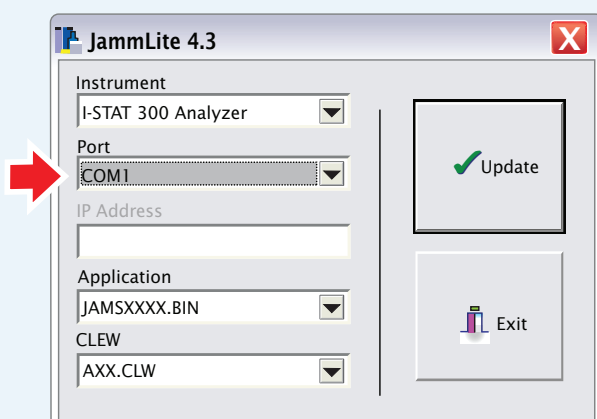 JammLite 4.3
Instrument
I-STAT 300 Analyzer
Port
COM1
IP Address
Application
JAMSXXXX.BIN
CLEW
AXX.CLW
Update
Exit